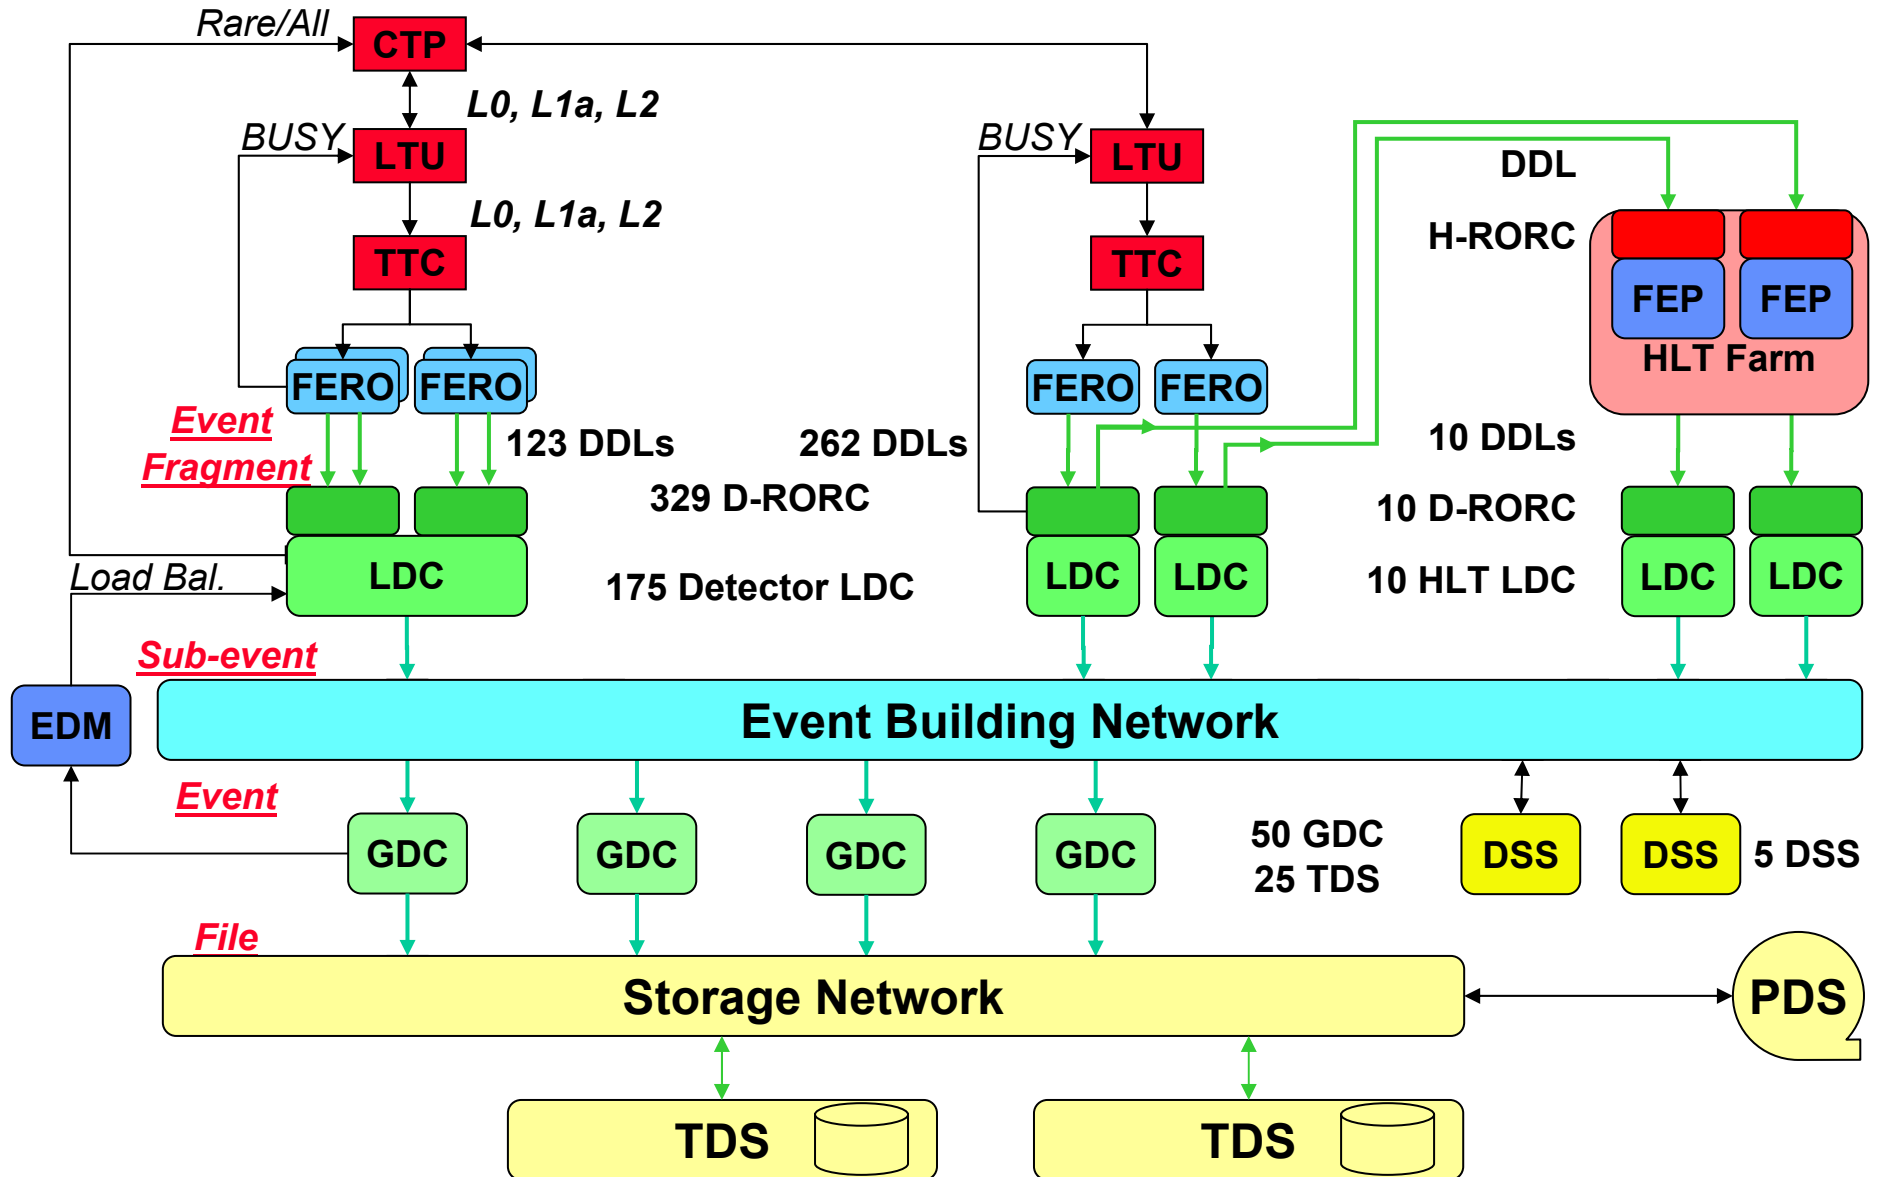 Rare/All
CTP
L0, L1a, L2
BUSY
LTU
BUSY
LTU
DDL
L0, L1a, L2
H-RORC
TTC
TTC
FEP
FEP
HLT Farm
FERO
FERO
FERO
FERO
Event
Fragment
123 DDLs
262 DDLs
10 DDLs
329 D-RORC
10 D-RORC
Load Bal.
LDC
175 Detector LDC
LDC
LDC
10 HLT LDC
LDC
LDC
Sub-event
EDM
Event Building Network
Event
GDC
GDC
GDC
GDC
50 GDC
25 TDS
DSS
DSS
5 DSS
File
Storage Network
PDS
TDS
TDS